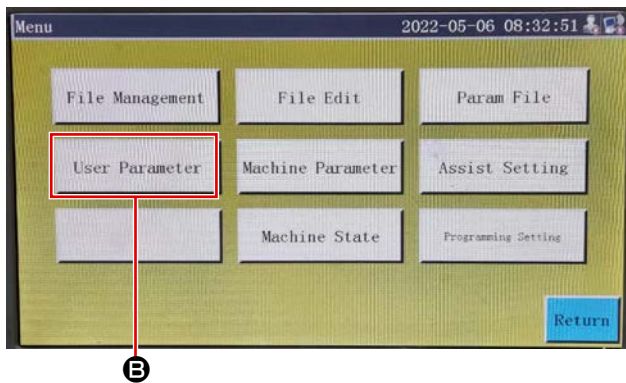 Menu 2022-05-06 08:32:51
File Management File Edit Param File
User Parameter Machine Parameter Assist Setting
Machine State Programming Setting
Return
B